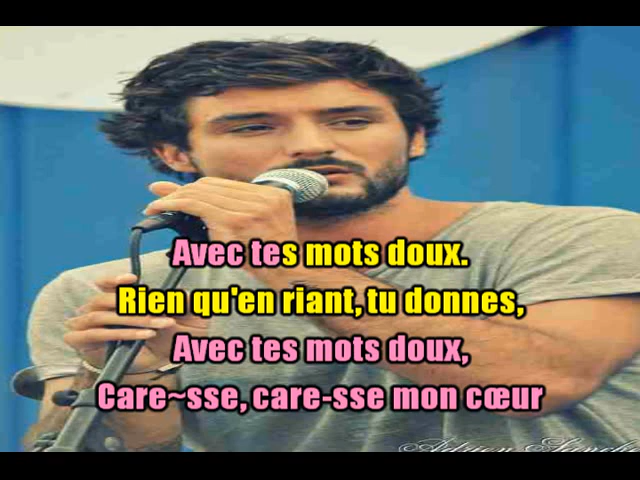 Avec tes mots doux.
Rien qu'en riant, tu donnes,
Avec tes mots doux,
Care~sse, care-sse mon cœur